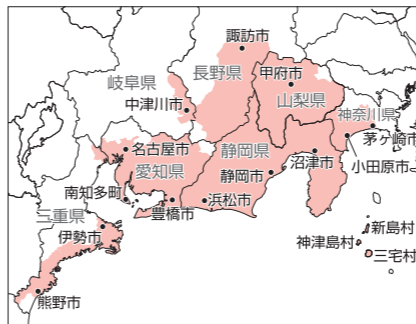 諏訪市
岐阜県
長野県
甲府市
中津川市
山梨県
神奈川県
茅ヶ崎市
名古屋市
静岡県
愛知県
沼津市
小田原市
静岡市
南知多町
三重県
豊橋市
浜松市
伊勢市
新島村
神津島村
三宅村
熊野市